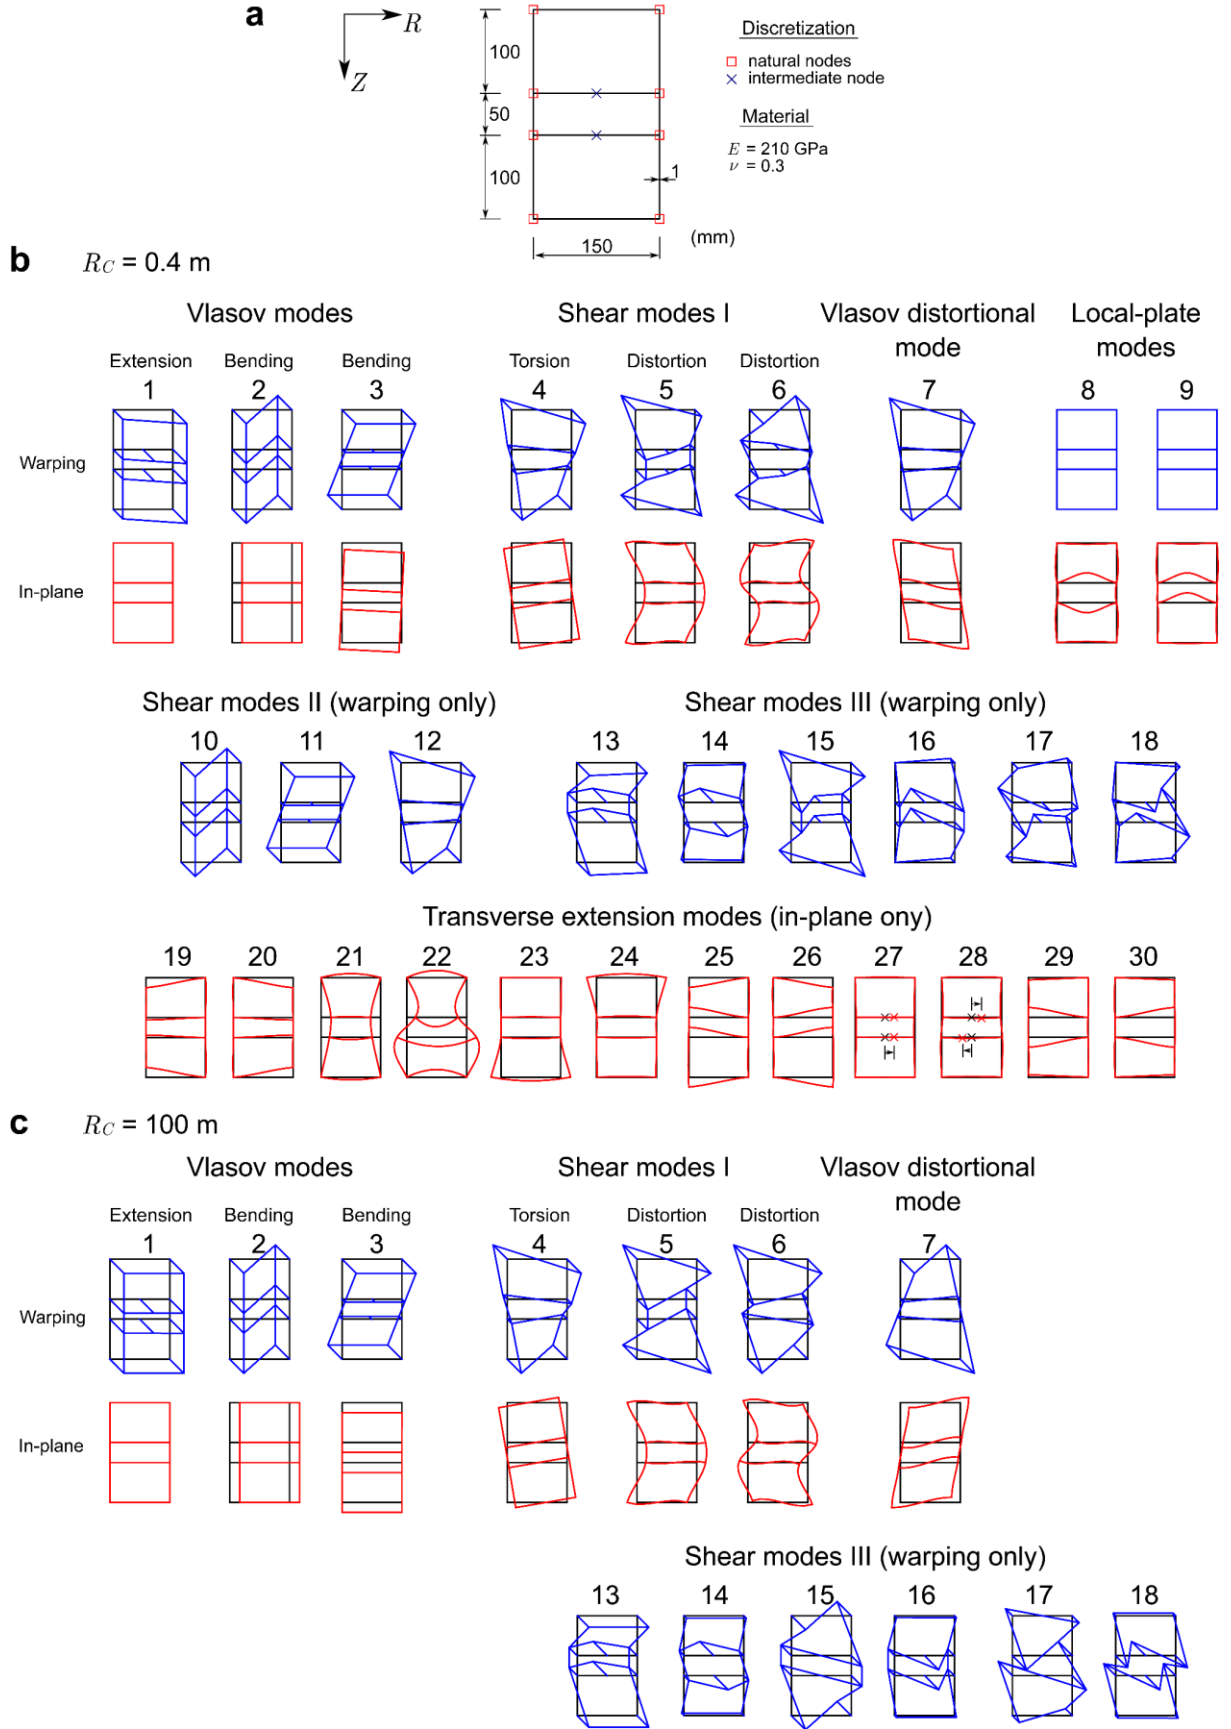 a
R
Z
100
50
100
150
1
(mm)
Discretization
natural nodes
intermediate node
Material
E = 210 GPa
ν = 0.3
b
R_C = 0.4 m
Vlasov modes
Shear modes I
Vlasov distortional
mode
Local-plate
modes
Extension Bending Bending Torsion Distortion Distortion
1 2 3 4 5 6 7 8 9
Warping
In-plane
Shear modes II (warping only)
Shear modes III (warping only)
10 11 12 13 14 15 16 17 18
Transverse extension modes (in-plane ony)
19 20 21 22 23 24 25 26 27 28 29 30
c
R_C = 100 m
Vlasov modes
Shear modes I
Vlasov distortional
mode
Extension Bending Bending Torsion Distortion Distortion
1 2 3 4 5 6 7
Warping
In-plane
Shear modes III (warping only)
13 14 15 16 17 18